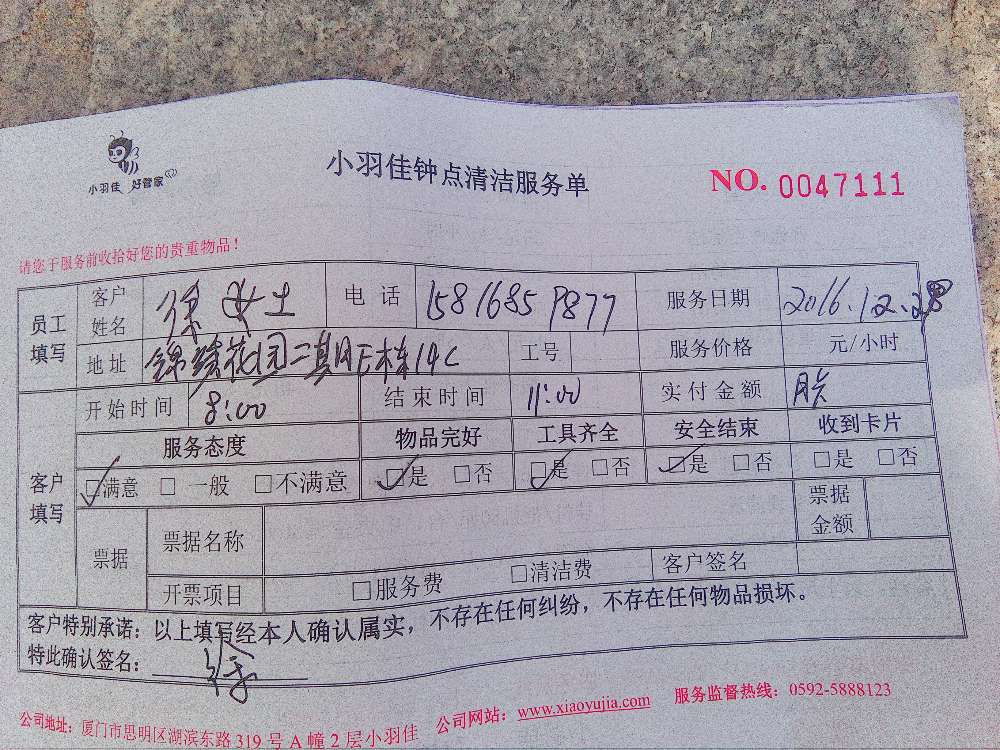 小羽佳 好管家
小羽佳钟点清洁服务单
NO. 0047111
请您于服务前收拾好您的贵重物品！
员工填写 客户姓名 徐女士 电话 15816859877 服务日期 2016.12.28
地址 锦绣花园二期月E栋14C 工号 服务价格 元/小时
客户填写 开始时间 8:00 结束时间 11:00 实付金额
服务态度 物品完好 工具齐全 安全结束 收到卡片
☑满意 □一般 □不满意 ☑是 □否 ☑是 □否 ☑是 □否 □是 □否
票据 票据名称 票据金额
开票项目 □服务费 □清洁费 客户签名
客户特别承诺：以上填写经本人确认属实，不存在任何纠纷，不存在任何物品损坏。
特此确认签名：徐
公司地址：厦门市思明区湖滨东路319号A幢2层小羽佳 公司网站：www.xiaoyujia.com 服务监督热线：0592-5888123